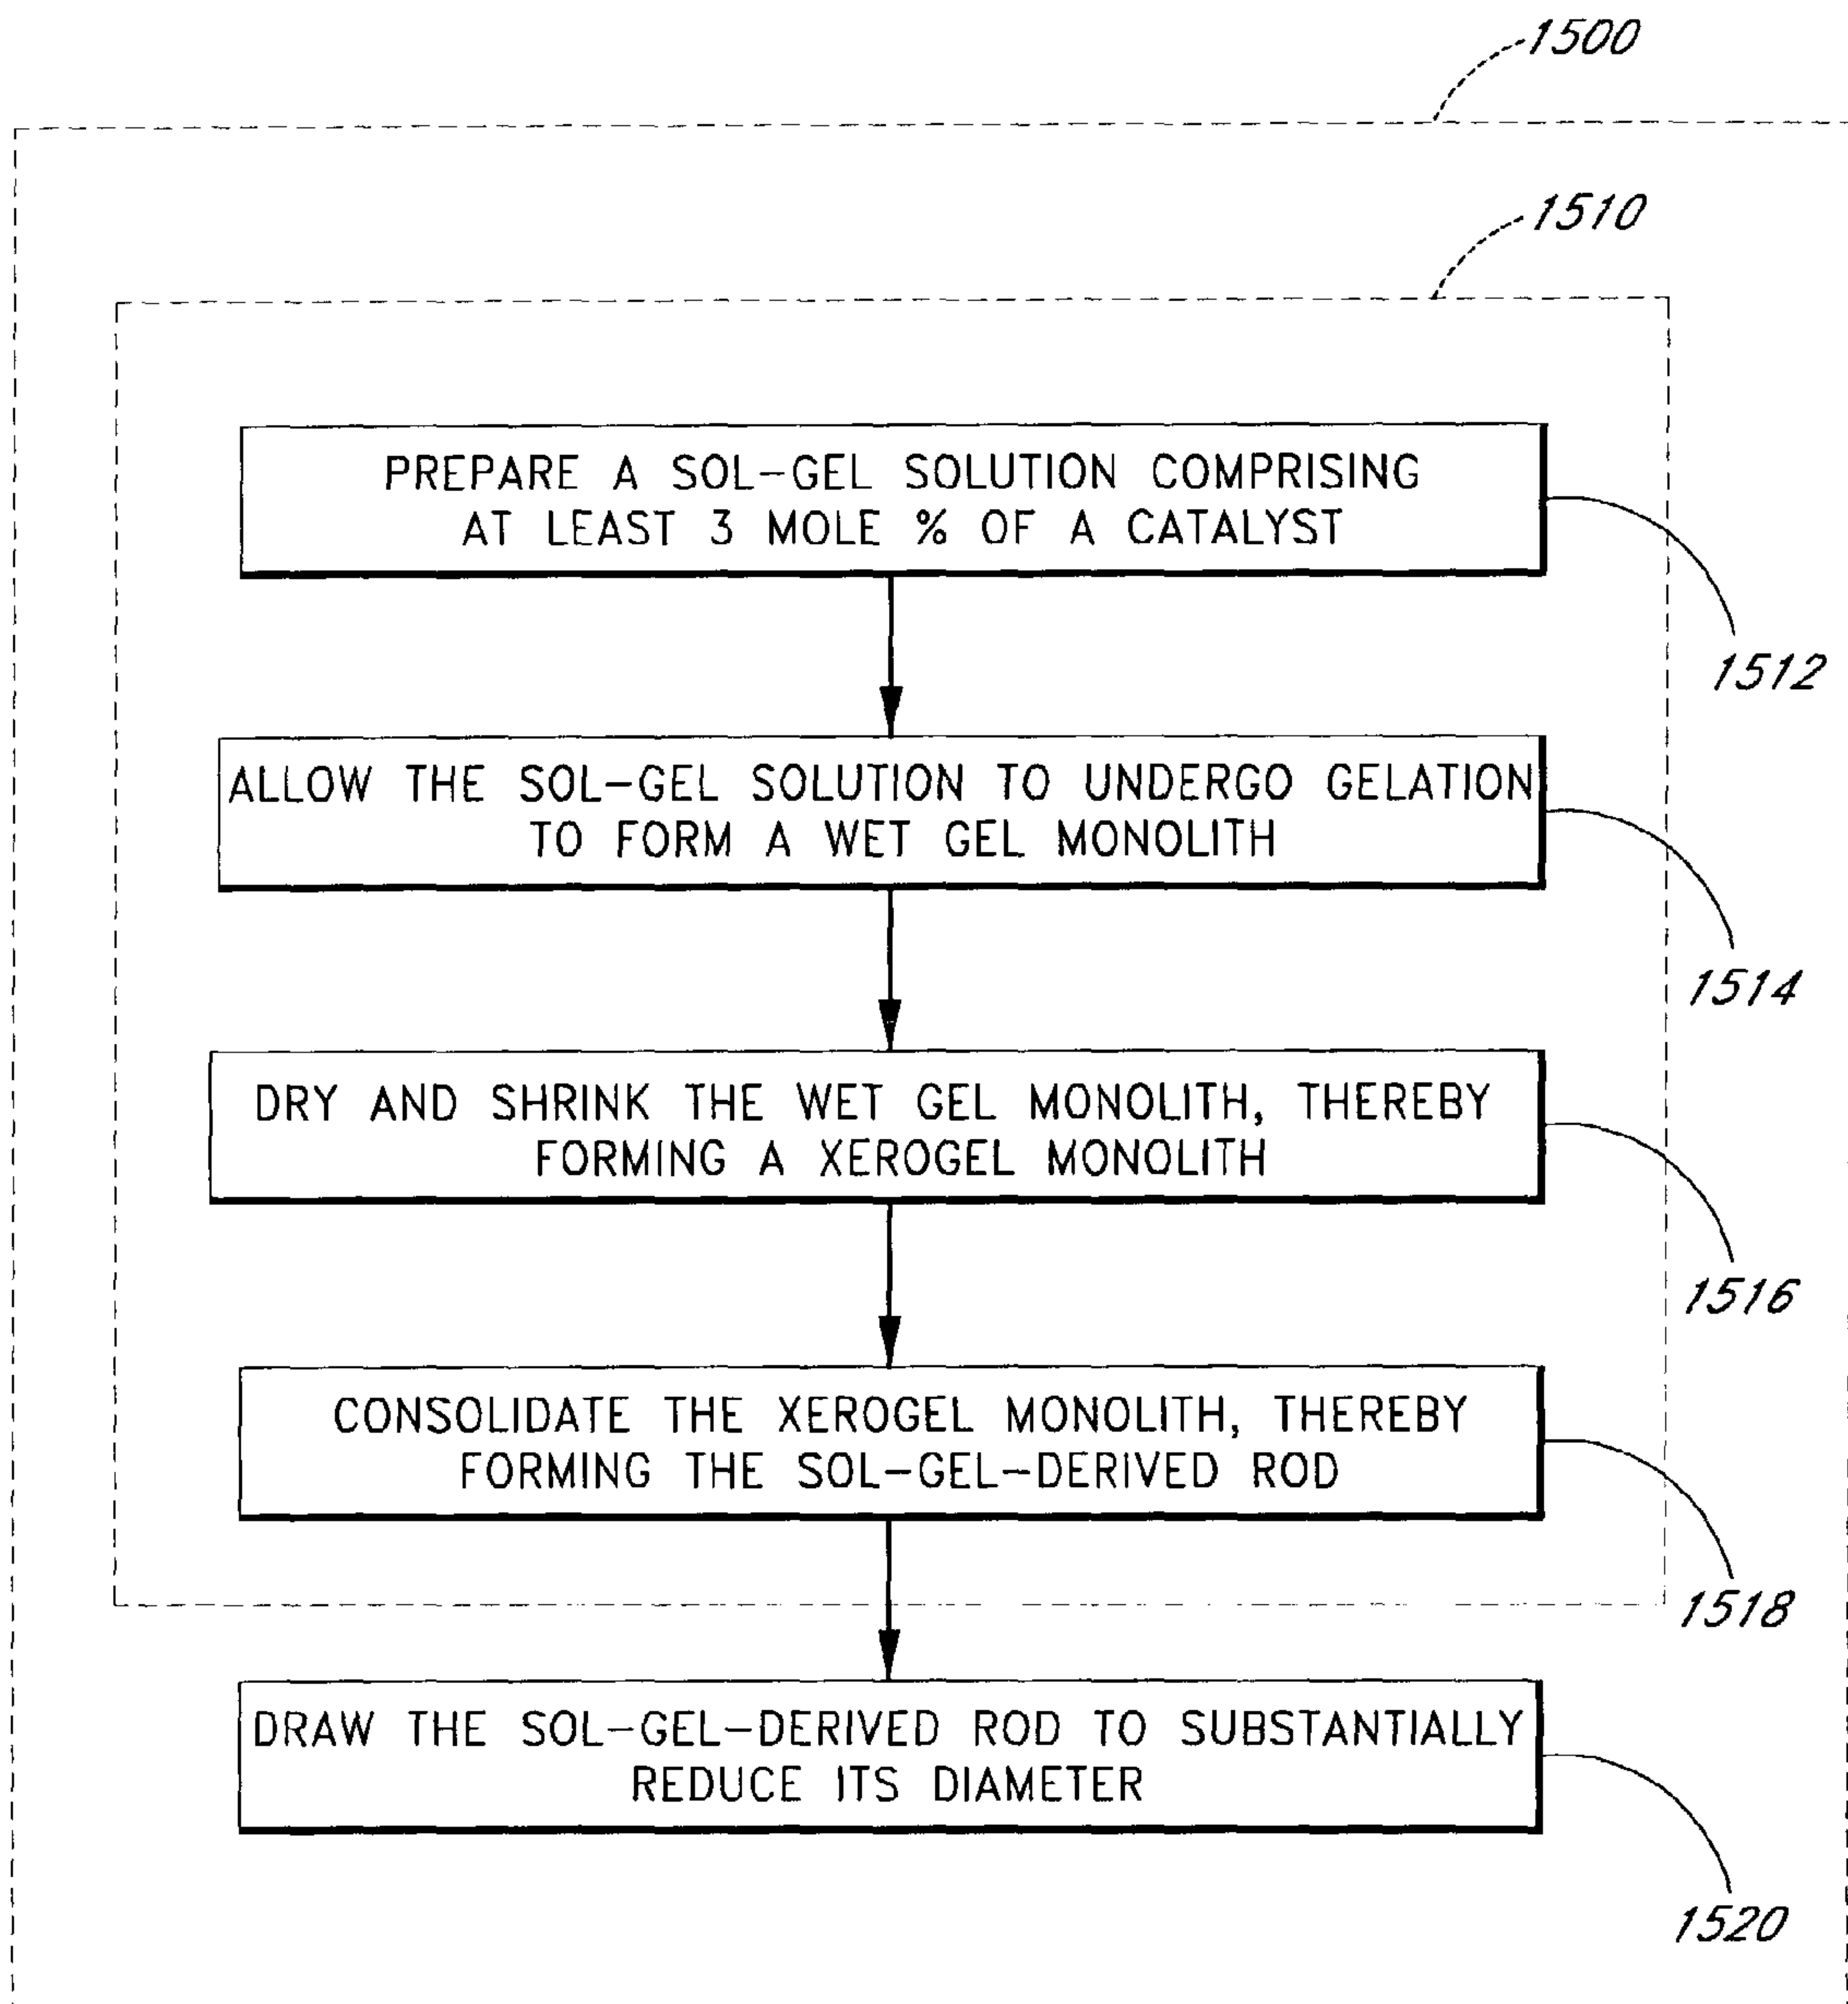 1500
1510
PREPARE A SOL-GEL SOLUTION COMPRISING
AT LEAST 3 MOLE % OF A CATALYST
1512
ALLOW THE SOL-GEL SOLUTION TO UNDERGO GELATION
TO FORM A WET GEL MONOLITH
1514
DRY AND SHRINK THE WET GEL MONOLITH, THEREBY
FORMING A XEROGEL MONOLITH
1516
CONSOLIDATE THE XEROGEL MONOLITH, THEREBY
FORMING THE SOL-GEL-DERIVED ROD
1518
DRAW THE SOL-GEL-DERIVED ROD TO SUBSTANTIALLY
REDUCE ITS DIAMETER
1520